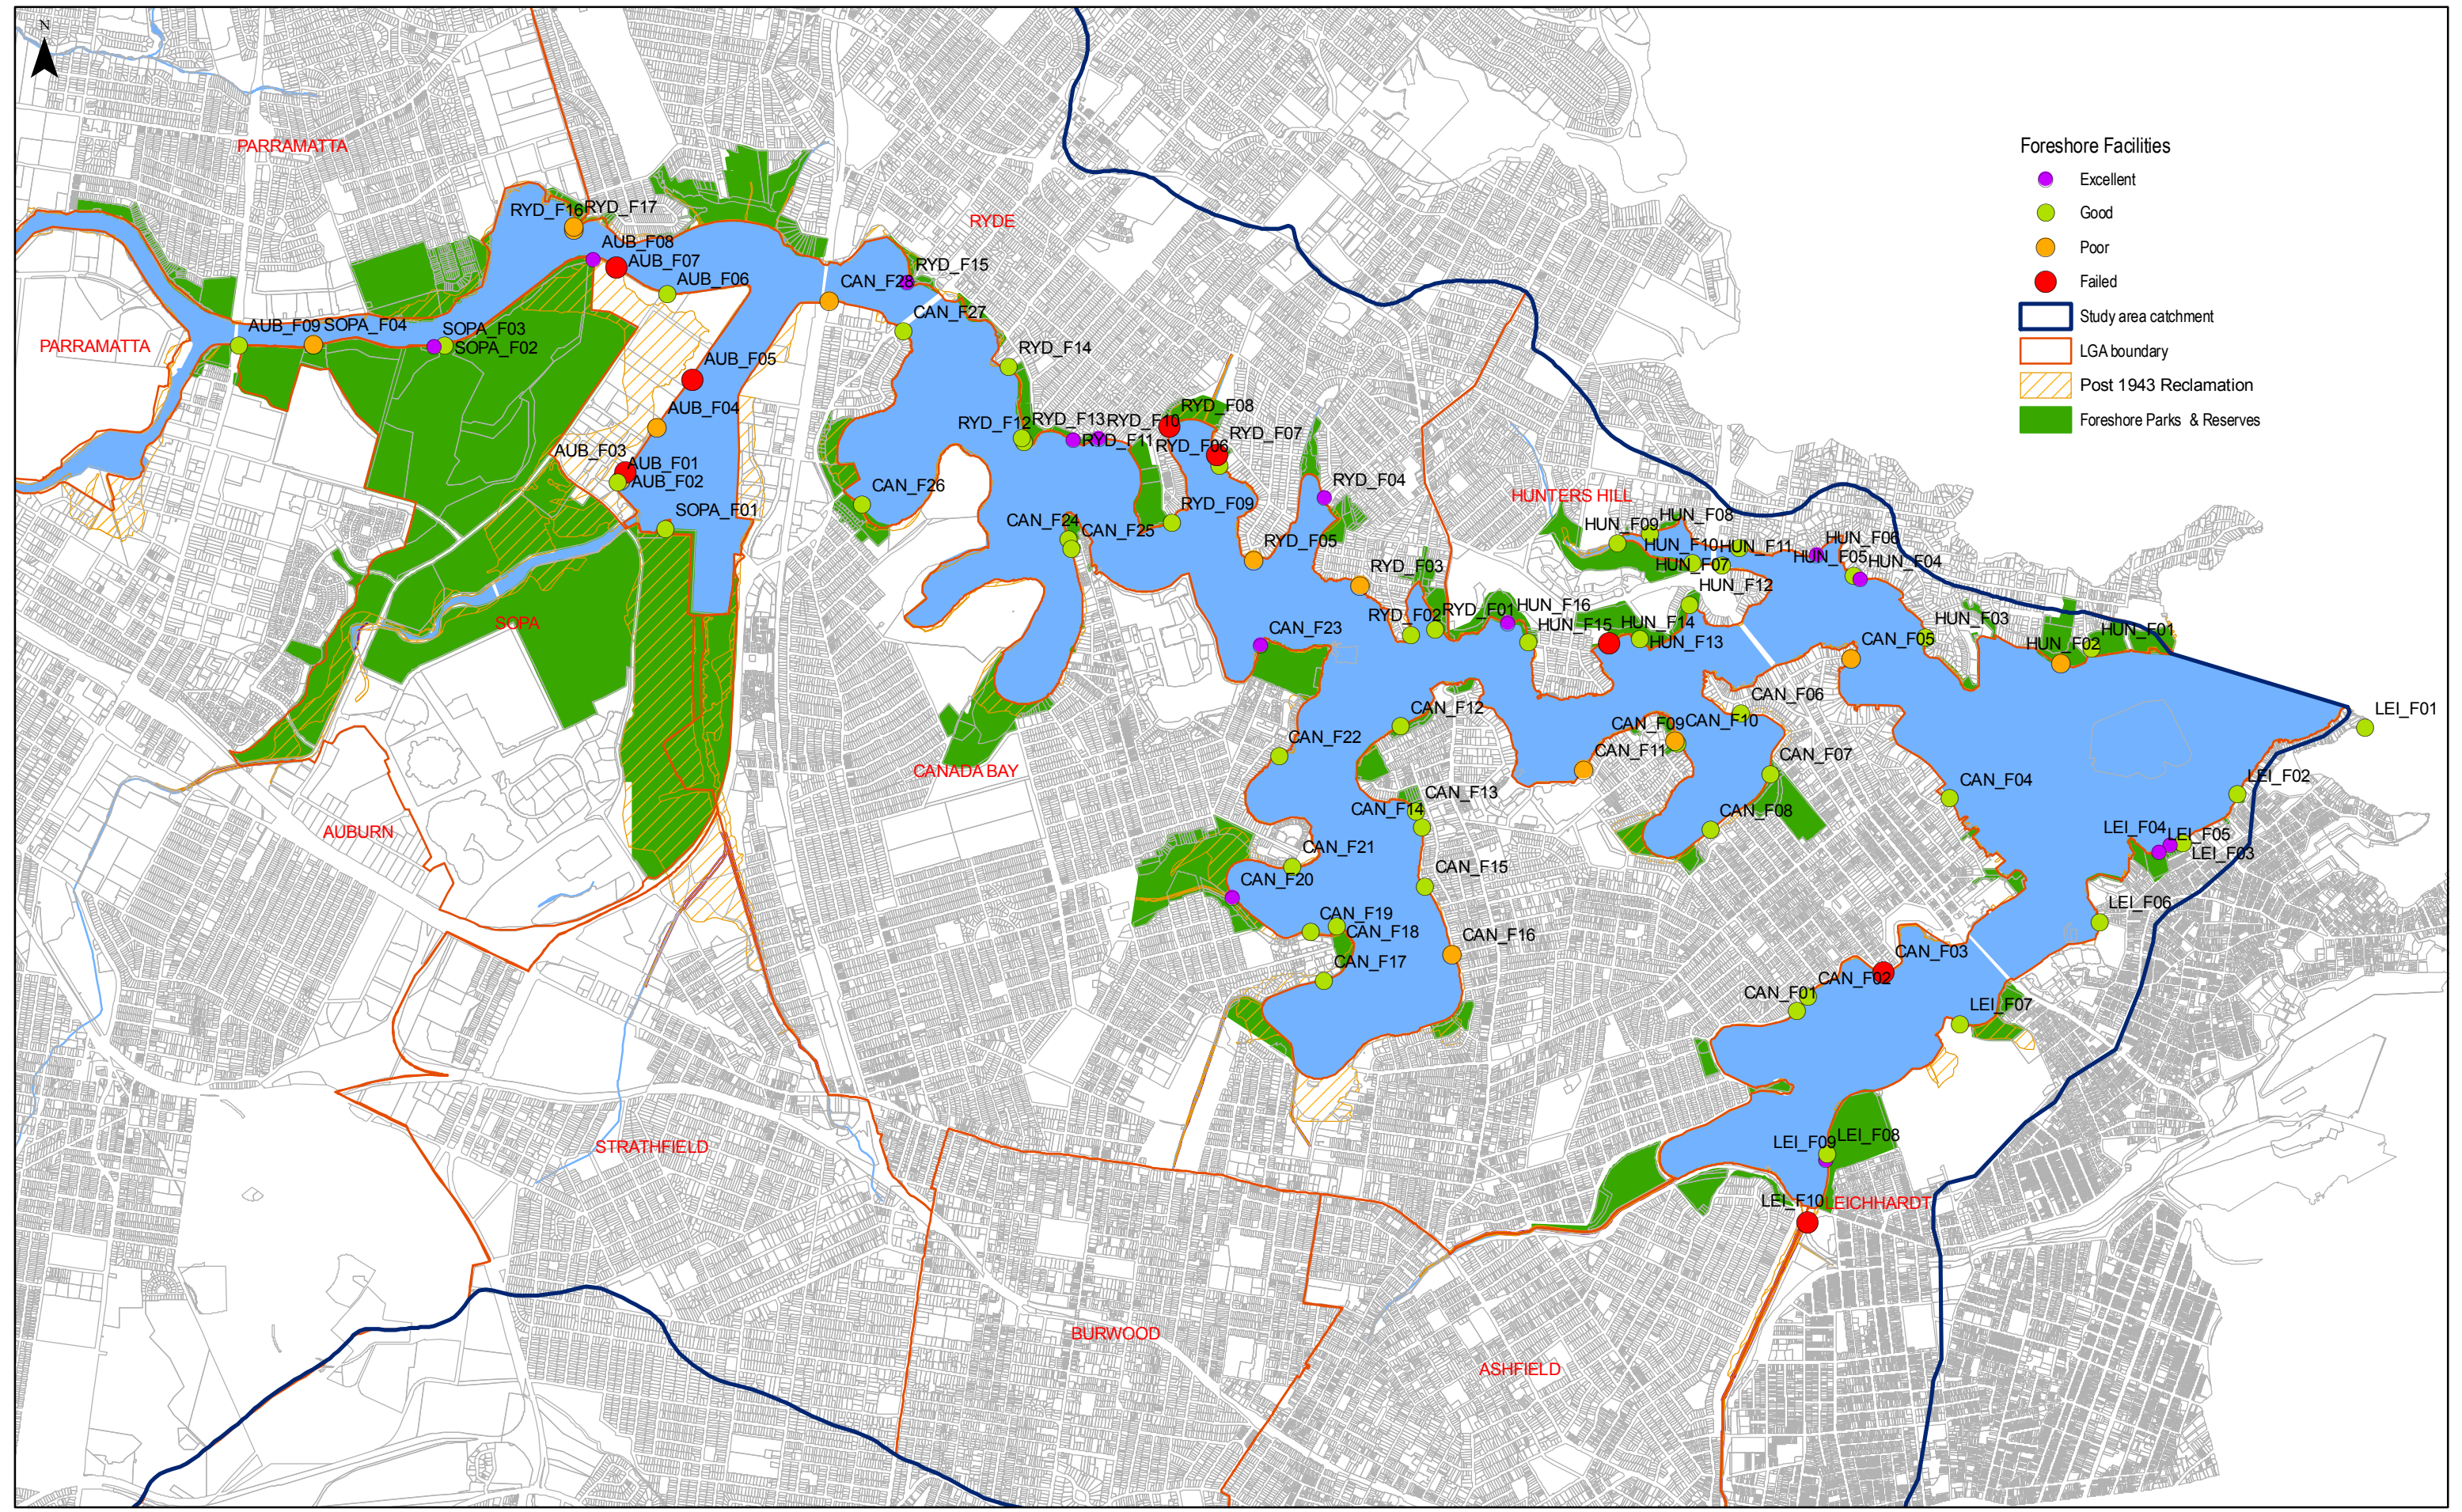 N
Foreshore Facilities
Excellent
Good
Poor
Failed
Study area catchment
LGA boundary
Post 1943 Reclamation
Foreshore Parks & Reserves
PARRAMATTA
RYDE
RYD_F16
RYD_F17
AUB_F08
AUB_F07
AUB_F06
RYD_F15
CAN_F28
CAN_F27
AUB_F09
SOPA_F04
SOPA_F03
SOPA_F02
PARRAMATTA
AUB_F05
RYD_F14
AUB_F04
RYD_F08
RYD_F12
RYD_F13
RYD_F10
RYD_F11
RYD_F06
RYD_F07
AUB_F03
AUB_F01
AUB_F02
CAN_F26
RYD_F04
HUNTERS HILL
SOPA_F01
RYD_F09
CAN_F24
CAN_F25
HUN_F09
HUN_F08
RYD_F05
HUN_F10
HUN_F11
HUN_F06
HUN_F05
HUN_F04
HUN_F07
RYD_F03
HUN_F12
RYD_F02
RYD_F01
HUN_F16
HUN_F15
HUN_F14
HUN_F13
HUN_F03
SOPA
CAN_F23
CAN_F05
HUN_F02
HUN_F01
CAN_F06
CAN_F12
CAN_F09
CAN_F10
LEI_F01
CAN_F22
CAN_F11
CAN_F07
CANADA BAY
LEI_F02
CAN_F04
CAN_F13
CAN_F14
CAN_F08
AUBURN
LEI_F04
LEI_F05
LEI_F03
CAN_F21
CAN_F15
CAN_F20
LEI_F06
CAN_F19
CAN_F18
CAN_F16
CAN_F03
CAN_F17
CAN_F02
CAN_F01
LEI_F07
LEI_F09
LEI_F08
STRATHFIELD
LEI_F10
LEICHHARDT
BURWOOD
ASHFIELD